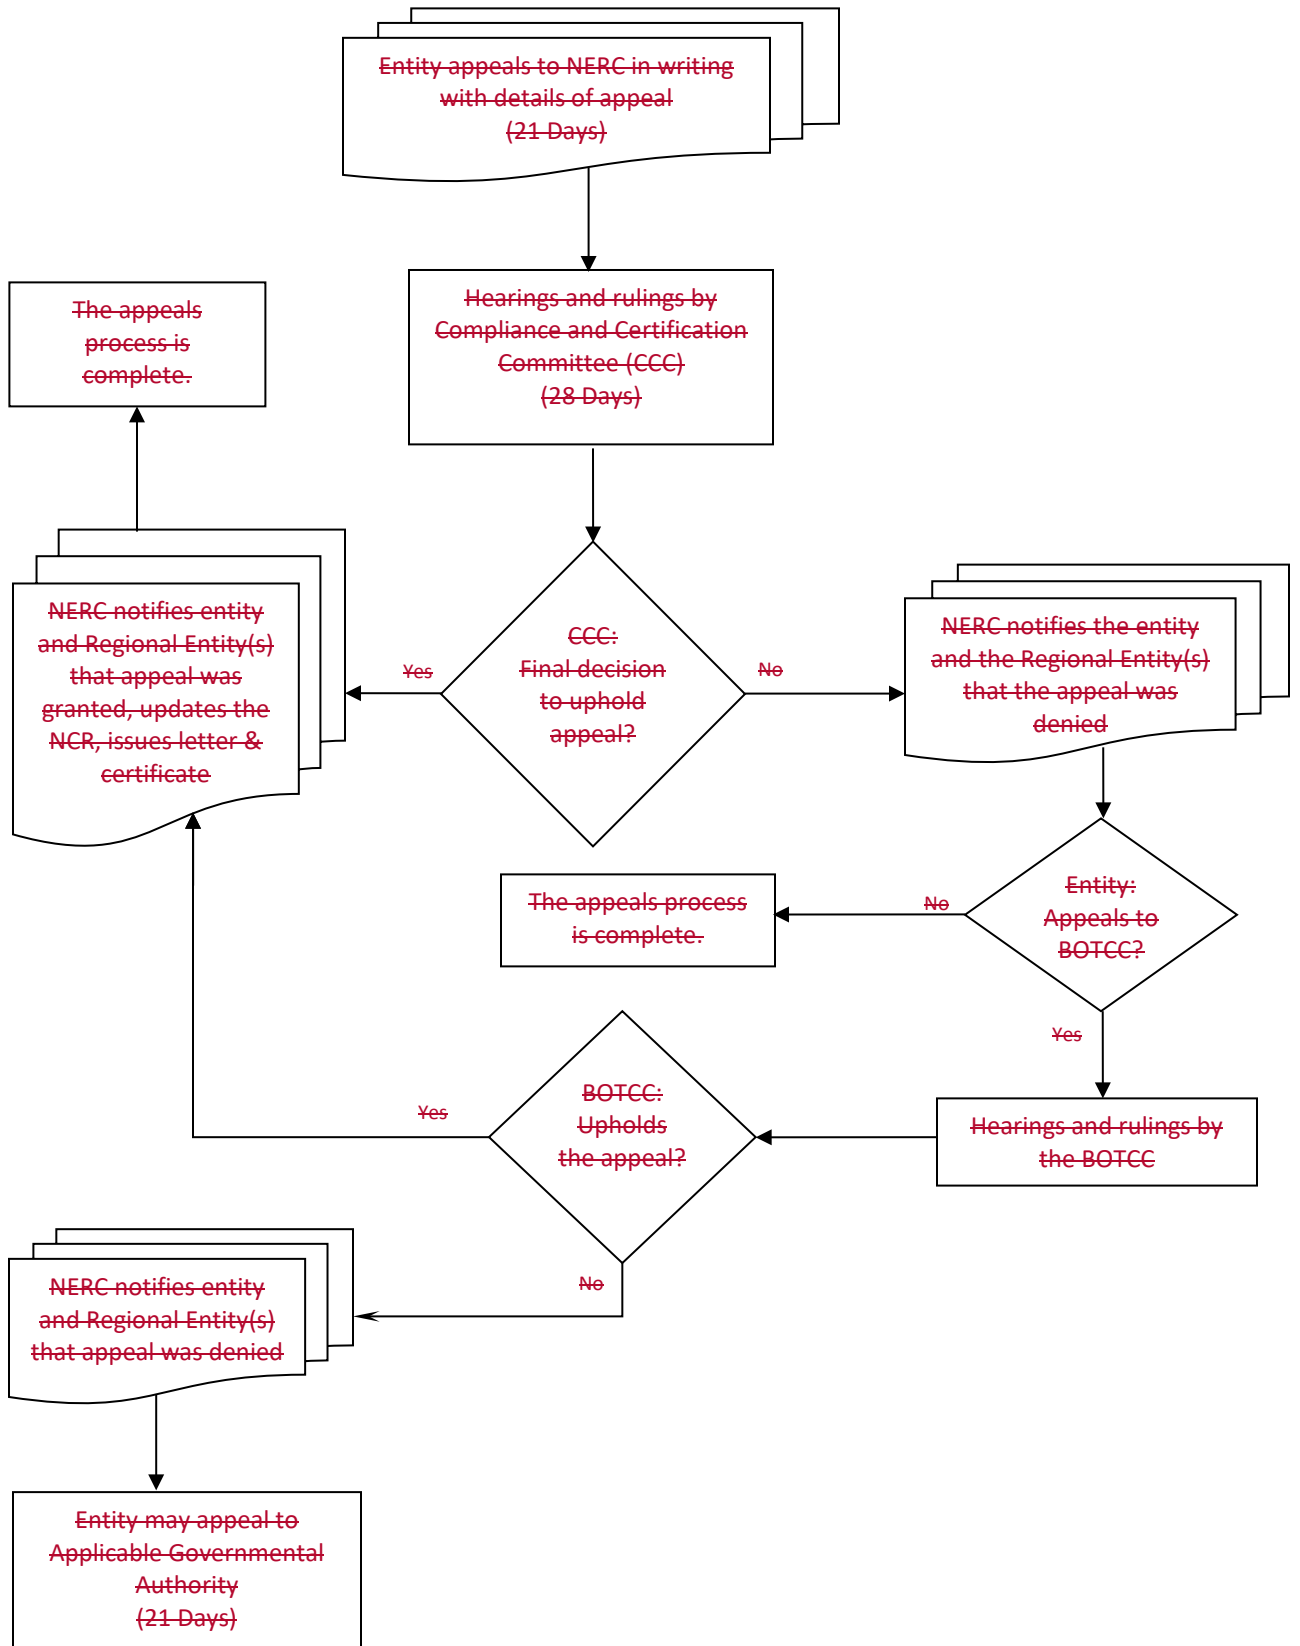 Entity appeals to NERC in writing
with details of appeal
(21 Days)
Hearings and rulings by
Compliance and Certification
Committee (CCC)
(28 Days)
The appeals
process is
complete.
NERC notifies entity
and Regional Entity(s)
that appeal was
granted, updates the
NCR, issues letter &
certificate
Yes
CCC:
Final decision
to uphold
appeal?
No
NERC notifies the entity
and the Regional Entity(s)
that the appeal was
denied
The appeals process
is complete.
No
Entity:
Appeals to
BOTCC?
Yes
Yes
BOTCC:
Upholds
the appeal?
Hearings and rulings by
the BOTCC
No
NERC notifies entity
and Regional Entity(s)
that appeal was denied
Entity may appeal to
Applicable Governmental
Authority
(21 Days)